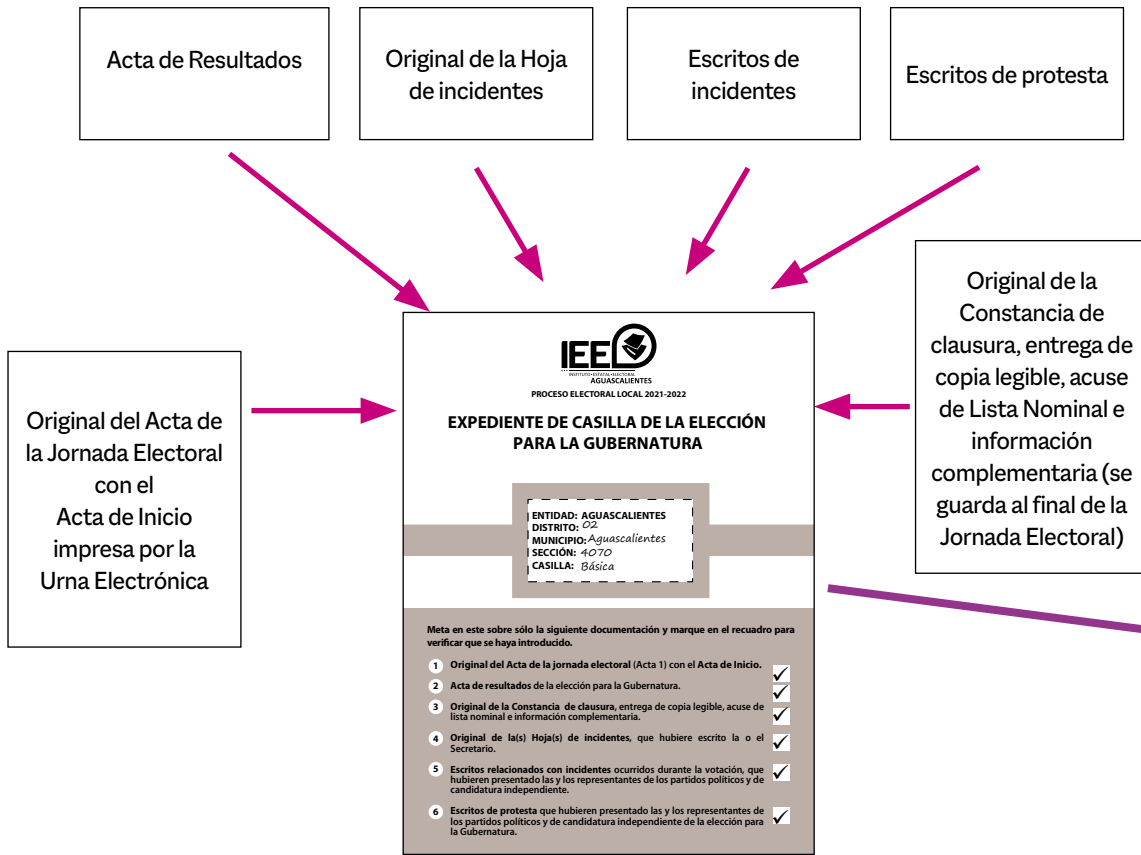 Acta de Resultados
Original de la Hoja
de incidentes
Escritos de
incidentes
Escritos de protesta
Original del Acta de
la Jornada Electoral
con el
Acta de Inicio
impresa por la
Urna Electrónica
Original de la
Constancia de
clausura, entrega de
copia legible, acuse
de Lista Nominal e
información
complementaria (se
guarda al final de la
Jornada Electoral)
IEE
INSTITUTO•ESTATAL•ELECTORAL
AGUASCALIENTES
PROCESO ELECTORAL LOCAL 2021-2022
EXPEDIENTE DE CASILLA DE LA ELECCIÓN
PARA LA GUBERNATURA
ENTIDAD: AGUASCALIENTES
DISTRITO: 02
MUNICIPIO: Aguascalientes
SECCIÓN: 4070
CASILLA: Básica
Meta en este sobre sólo la siguiente documentación y marque en el recuadro para
verificar que se haya introducido.
1 Original del Acta de la jornada electoral (Acta 1) con el Acta de Inicio.
2 Acta de resultados de la elección para la Gubernatura.
3 Original de la Constancia de clausura, entrega de copia legible, acuse de
lista nominal e información complementaria.
4 Original de la(s) Hoja(s) de incidentes, que hubiere escrito la o el
Secretario.
5 Escritos relacionados con incidentes ocurridos durante la votación, que
hubieren presentado las y los representantes de los partidos políticos y de
candidatura independiente.
6 Escritos de protesta que hubieren presentado las y los representantes de
los partidos políticos y de candidatura independiente de la elección para
la Gubernatura.